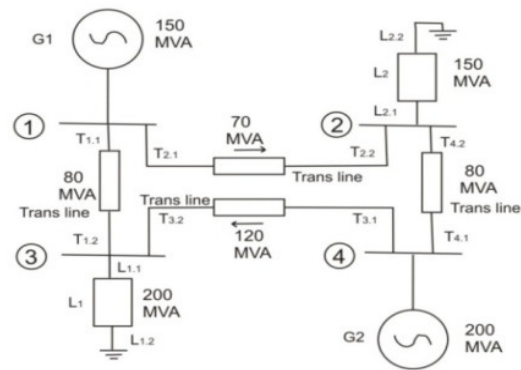 G1
150
MVA
L2.2
L2
150
MVA
L2.1
1
T1.1
T2.1
70
MVA
2
T2.2
T4.2
80
MVA
Trans line
Trans line
Trans line
80
MVA
Trans line
T1.2
T3.2
120
MVA
T3.1
T4.1
3
L1.1
L1
200
MVA
L1.2
4
G2
200
MVA